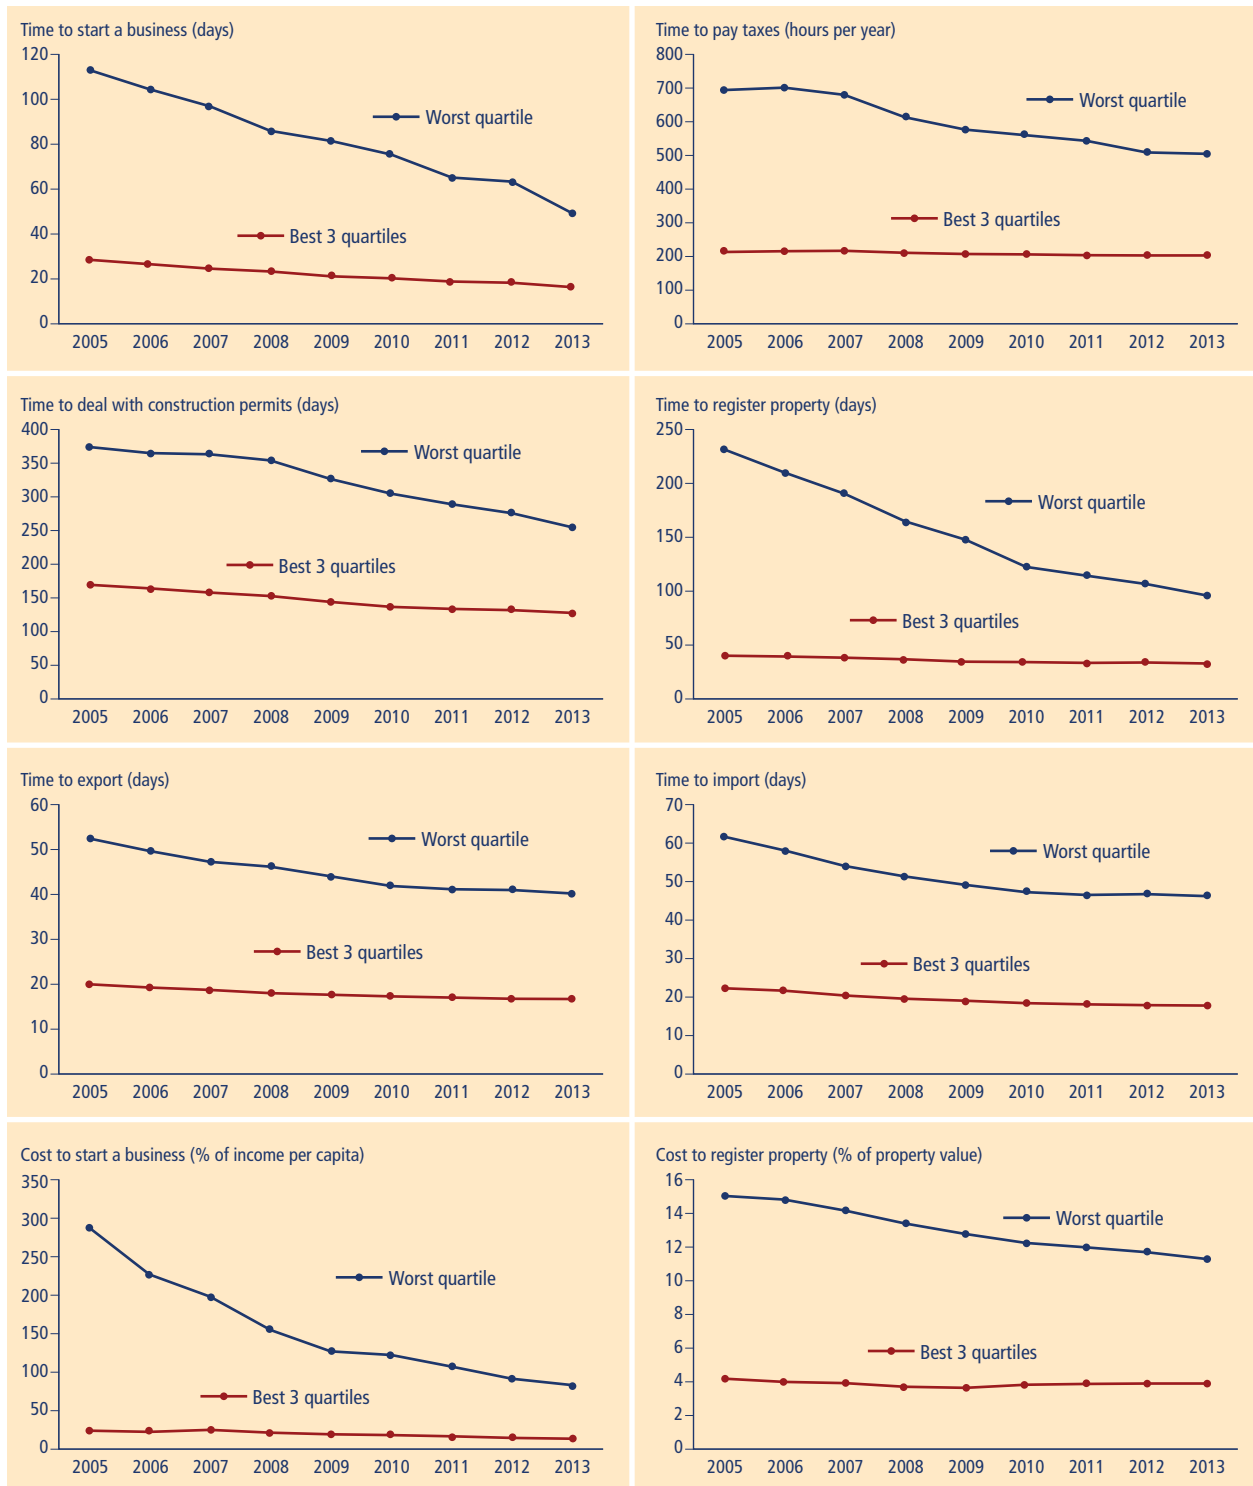 Time to start a business (days)
120
100
80
60
40
20
0
Worst quartile
Best 3 quartiles
2005 2006 2007 2008 2009 2010 2011 2012 2013
Time to pay taxes (hours per year)
800
700
600
500
400
300
200
100
0
Worst quartile
Best 3 quartiles
2005 2006 2007 2008 2009 2010 2011 2012 2013
Time to deal with construction permits (days)
400
350
300
250
200
150
100
50
0
Worst quartile
Best 3 quartiles
2005 2006 2007 2008 2009 2010 2011 2012 2013
Time to register property (days)
250
200
150
100
50
0
Worst quartile
Best 3 quartiles
2005 2006 2007 2008 2009 2010 2011 2012 2013
Time to export (days)
60
50
40
30
20
10
0
Worst quartile
Best 3 quartiles
2005 2006 2007 2008 2009 2010 2011 2012 2013
Time to import (days)
70
60
50
40
30
20
10
0
Worst quartile
Best 3 quartiles
2005 2006 2007 2008 2009 2010 2011 2012 2013
Cost to start a business (% of income per capita)
350
300
250
200
150
100
50
0
Worst quartile
Best 3 quartiles
2005 2006 2007 2008 2009 2010 2011 2012 2013
Cost to register property (% of property value)
16
14
12
10
8
6
4
2
0
Worst quartile
Best 3 quartiles
2005 2006 2007 2008 2009 2010 2011 2012 2013